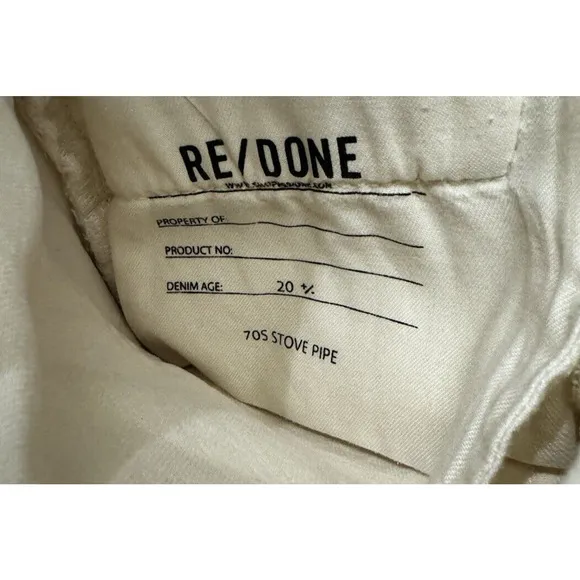 RE/DONE
PROPERTY OF:
PRODUCT NO:
DENIM AGE: 20 +/-
70S STOVE PIPE